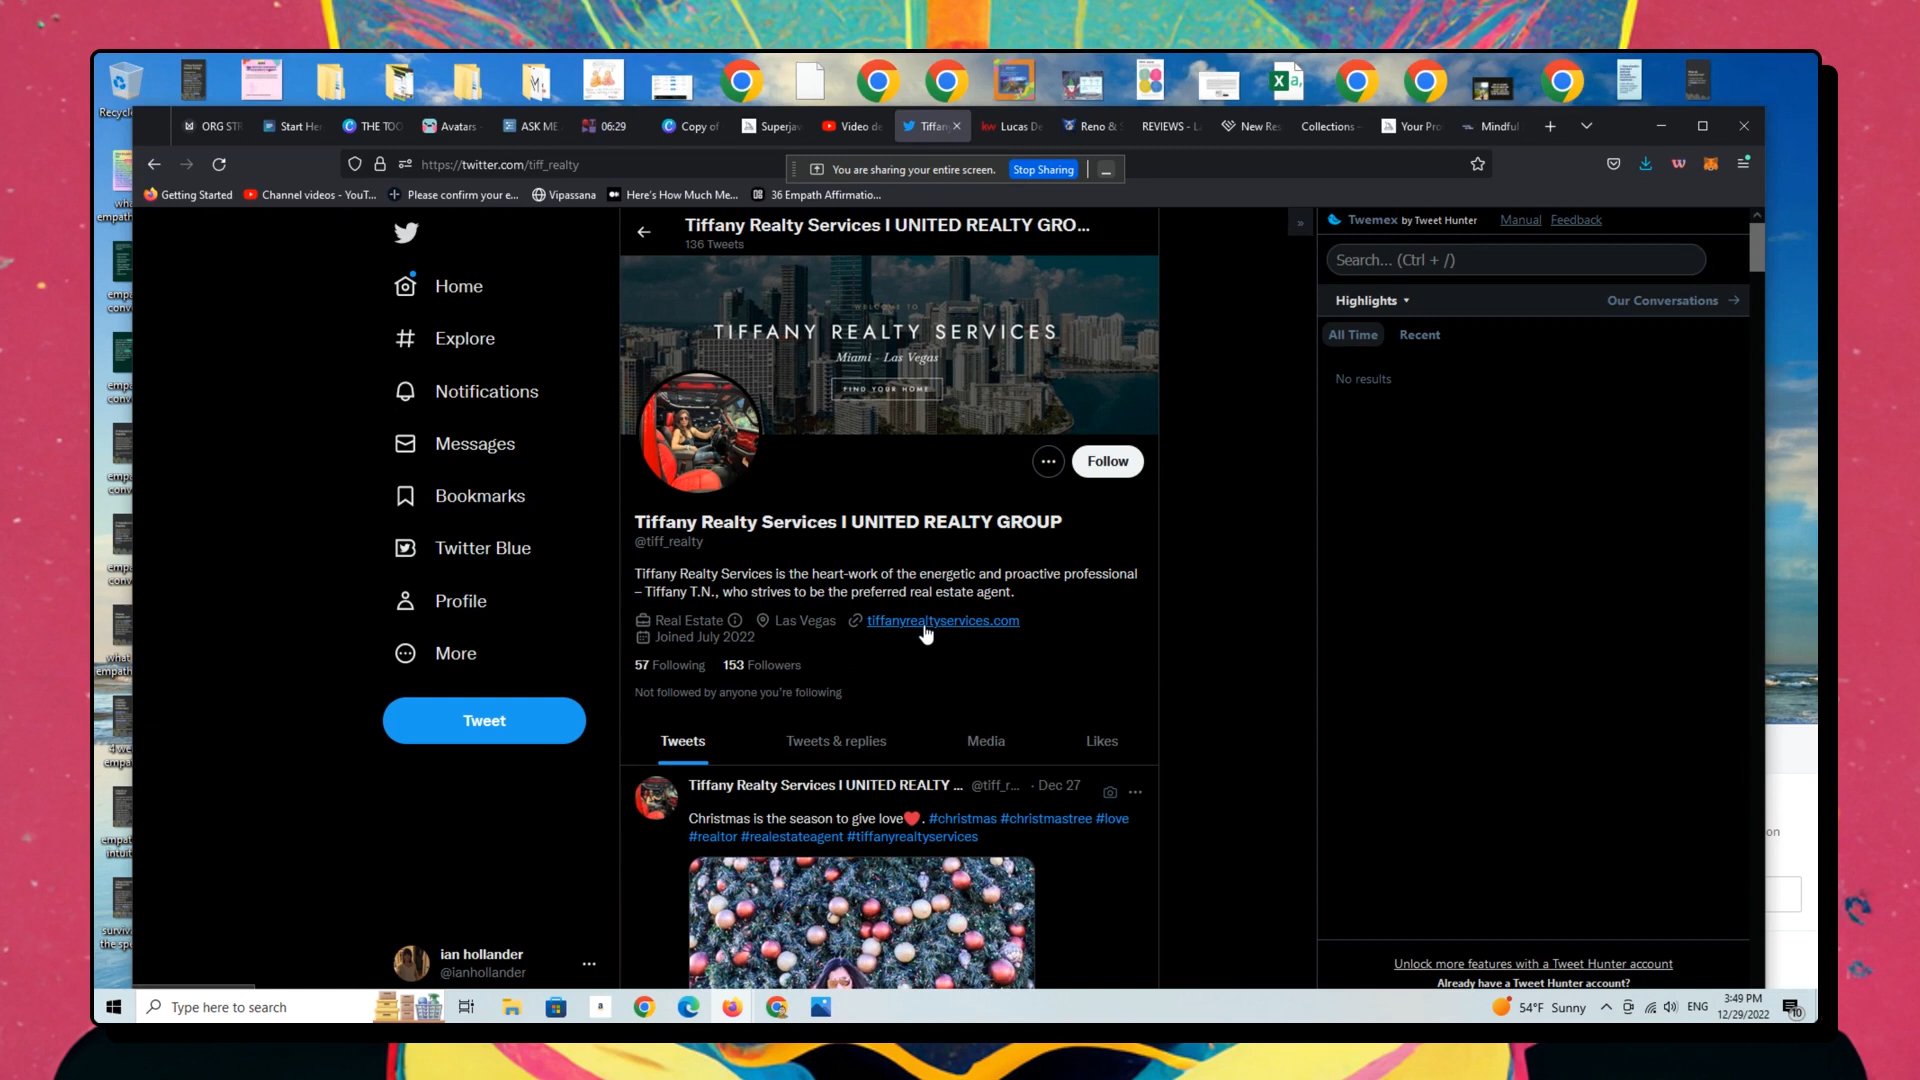 Recycle
ORG STR
Start Her
THE TOO
Avatars
ASK ME
06:29
Copy of
Superjaw
Video de
Tiffan
Lucas De
Reno &
REVIEWS - L
New Res
Collections
Your Pro
Mindful
https://twitter.com/tiff_realty
You are sharing your entire screen.
Stop Sharing
Getting Started
Channel videos - YouT...
Please confirm your e...
Vipassana
Here's How Much Me...
36 Empath Affirmatio...
Tiffany Realty Services I UNITED REALTY GRO...
136 Tweets
WELCOME TO
TIFFANY REALTY SERVICES
Miami - Las Vegas
FIND YOUR HOME
Home
Explore
Notifications
Messages
Bookmarks
Twitter Blue
Profile
More
Tweet
ian hollander
@ianhollander
Follow
Tiffany Realty Services I UNITED REALTY GROUP
@tiff_realty
Tiffany Realty Services is the heart-work of the energetic and proactive professional
– Tiffany T.N., who strives to be the preferred real estate agent.
Real Estate Las Vegas tiffanyrealtyservices.com
Joined July 2022
57 Following 153 Followers
Not followed by anyone you're following
Tweets
Tweets & replies
Media
Likes
Tiffany Realty Services I UNITED REALTY ... @tiff_r... · Dec 27
Christmas is the season to give love❤️. #christmas #christmastree #love
#realtor #realestateagent #tiffanyrealtyservices
Twemex by Tweet Hunter
Manual
Feedback
Search... (Ctrl + /)
Highlights
Our Conversations
All Time
Recent
No results
Unlock more features with a Tweet Hunter account
Already have a Tweet Hunter account?
on
Type here to search
54°F Sunny
ENG
3:49 PM
12/29/2022
10